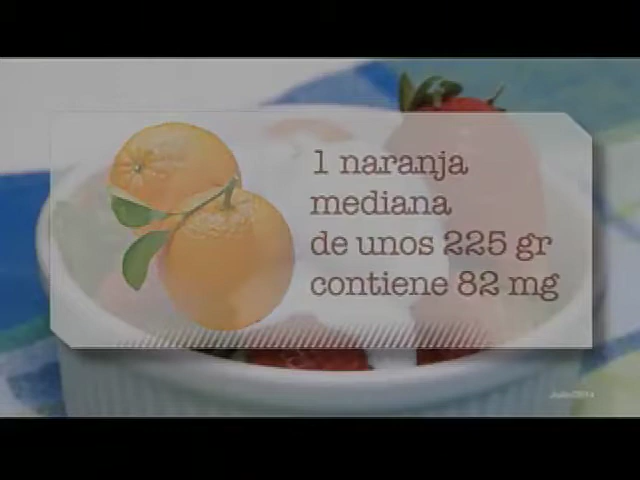 1 naranja
mediana
de unos 225 gr
contiene 82 mg